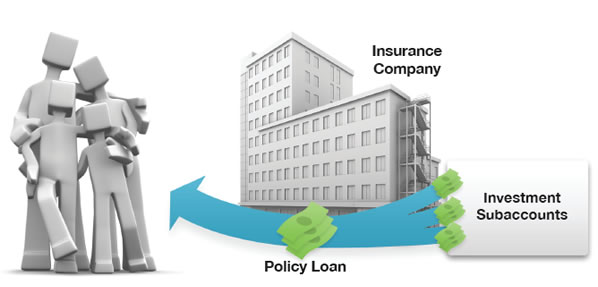 Insurance
Company
Investment
Subaccounts
Policy Loan